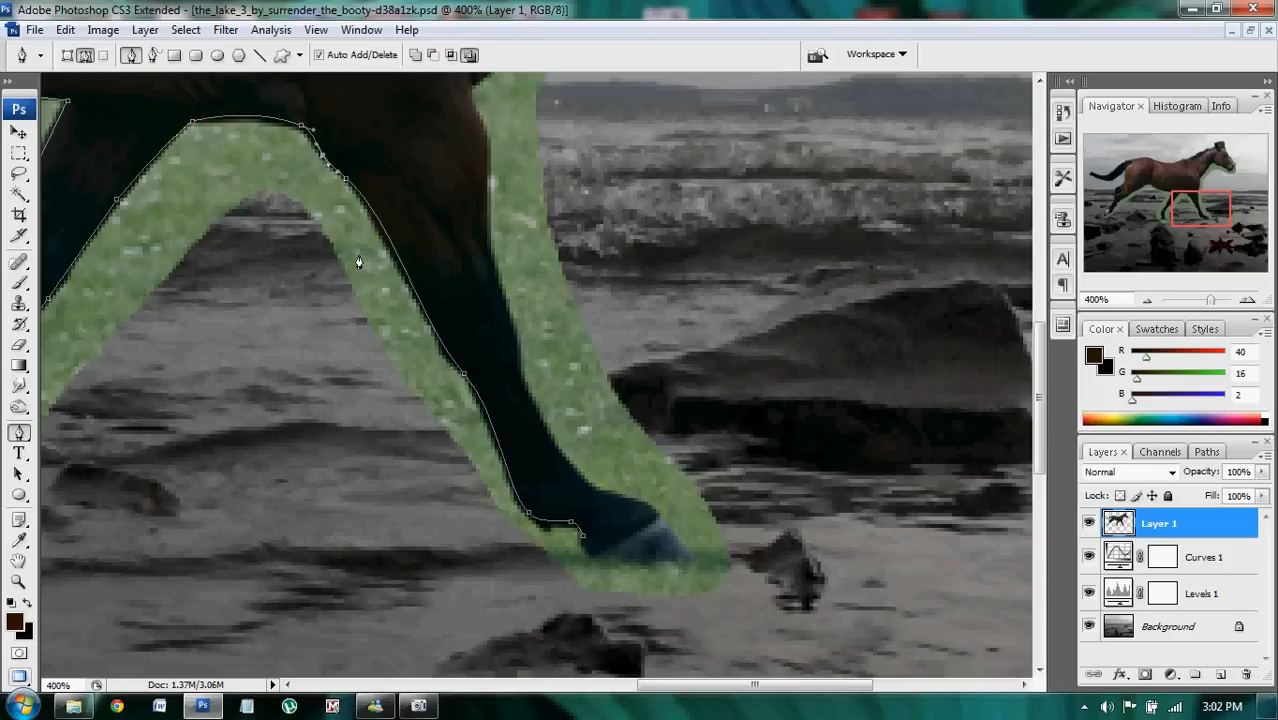 Adobe Photoshop CS3 Extended - [the_lake_3_by_surrender_the_booty-d38a1zk.psd @ 400% (Layer 1, RGB/8)]
File Edit Image Layer Select Filter Analysis View Window Help
Auto Add/Delete
Workspace
Ps
Navigator Histogram Info
400%
Color Swatches Styles
R 40
G 16
B 2
Layers Channels Paths
Normal Opacity: 100%
Lock: Fill: 100%
Layer 1
Curves 1
Levels 1
Background
400% Doc: 1.37M/3.06M
3:02 PM